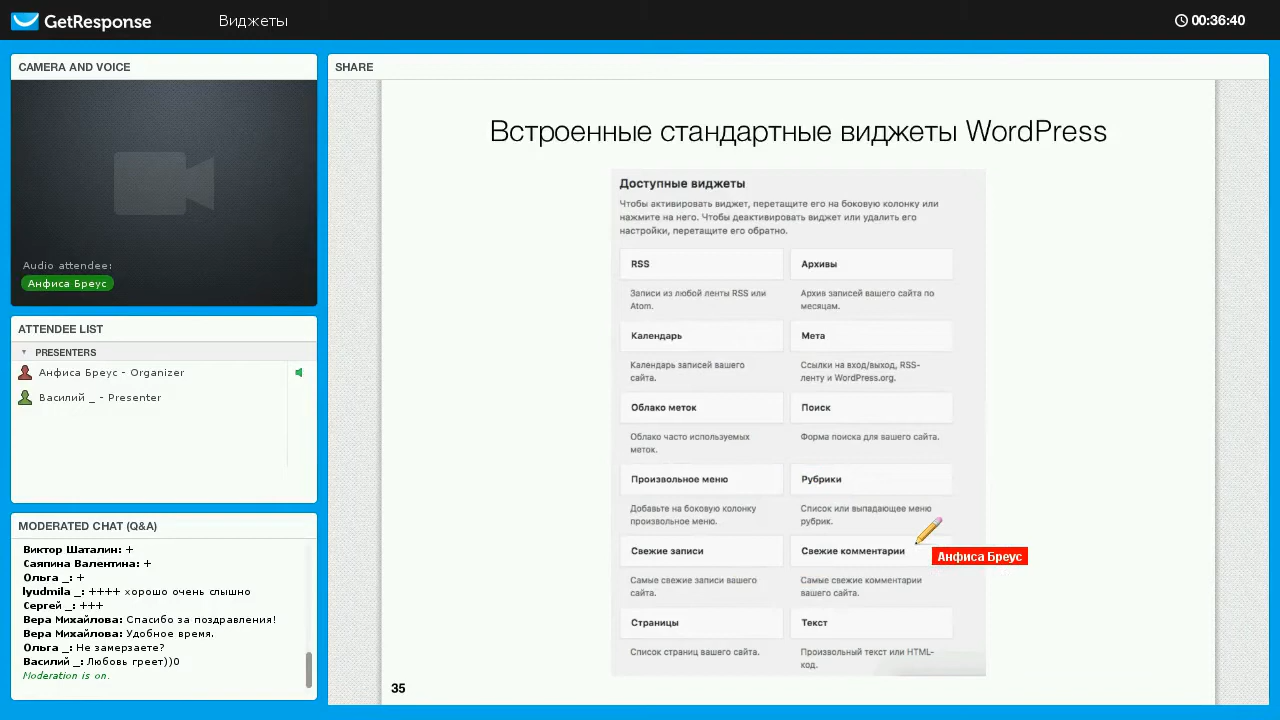 GetResponse
Виджеты
00:36:40
CAMERA AND VOICE
Audio attendee:
Анфиса Бреус
ATTENDEE LIST
PRESENTERS
Анфиса Бреус - Organizer
Василий _ - Presenter
MODERATED CHAT (Q&A)
Виктор Шаталин: +
Саяпина Валентина: +
Ольга _: +
lyudmila _: ++++ хорошо очень слышно
Сергей _: +++
Вера Михайлова: Спасибо за поздравления!
Вера Михайлова: Удобное время.
Ольга _: Не замерзаете?
Василий _: Любовь греет))0
Moderation is on.
SHARE
Встроенные стандартные виджеты WordPress
Доступные виджеты
Чтобы активировать виджет, перетащите его на боковую колонку или
нажмите на него. Чтобы деактивировать виджет или удалить его
настройки, перетащите его обратно.
RSS
Архивы
Записи из любой ленты RSS или
Atom.
Архив записей вашего сайта по
месяцам.
Календарь
Мета
Календарь записей вашего
сайта.
Ссылки на вход/выход, RSS-
ленту и WordPress.org.
Облако меток
Поиск
Облако часто используемых
меток.
Форма поиска для вашего сайта.
Произвольное меню
Рубрики
Добавьте на боковую колонку
произвольное меню.
Список или выпадающее меню
рубрик.
Свежие записи
Свежие комментарии
Анфиса Бреус
Самые свежие записи вашего
сайта.
Самые свежие комментарии
вашего сайта.
Страницы
Текст
Список страниц вашего сайта.
Произвольный текст или HTML-
код.
35